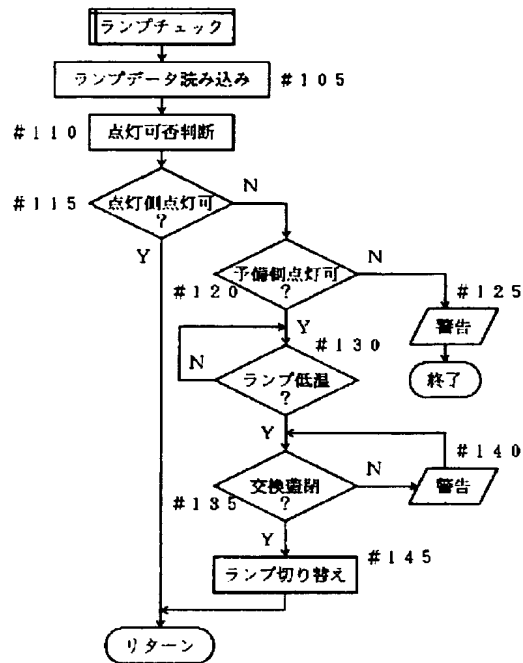 ランプチェック
ランプデータ読み込み #105
#110 点灯可否判断
#115 点灯側点灯可
?
N
Y
予備側点灯可
?
N
#120
#125
Y
警告
#130
N
ランプ低温
?
終了
Y
#140
交換蓋閉
?
N
警告
#135
Y
#145
ランプ切り替え
リターン